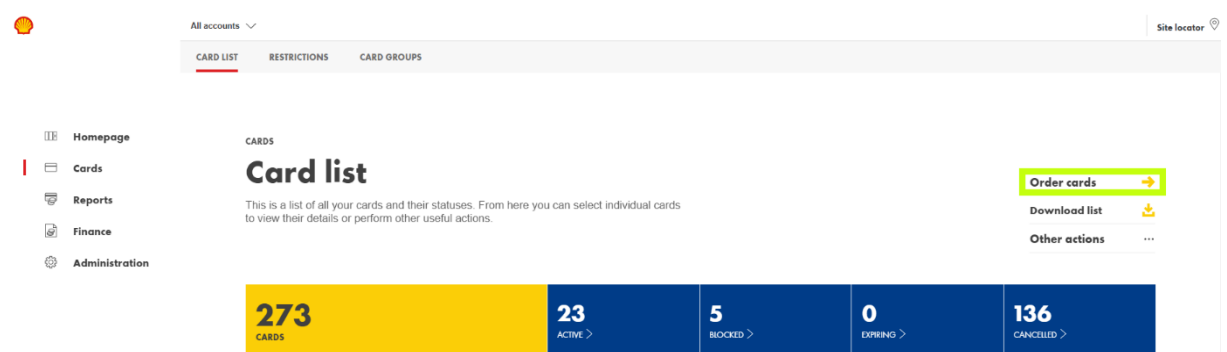 All accounts
Site locator
CARD LIST RESTRICTIONS CARD GROUPS
Homepage
Cards
Reports
Finance
Administration
CARDS
Card list
This is a list of all your cards and their statuses. From here you can select individual cards
to view their details or perform other useful actions.
Order cards
Download list
Other actions ...
273
CARDS
23
ACTIVE >
5
BLOCKED >
0
EXPIRING >
136
CANCELLED >